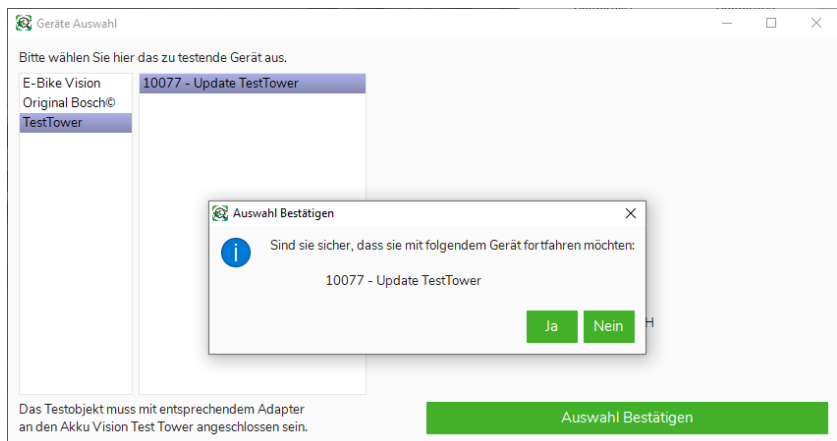 Geräte Auswahl
Bitte wählen Sie hier das zu testende Gerät aus.
E-Bike Vision
Original Bosch©
TestTower
10077 - Update TestTower
Auswahl Bestätigen
Sind sie sicher, dass sie mit folgendem Gerät fortfahren möchten:
10077 - Update TestTower
Ja
Nein
H
Das Testobjekt muss mit entsprechendem Adapter
an den Akku Vision Test Tower angeschlossen sein.
Auswahl Bestätigen